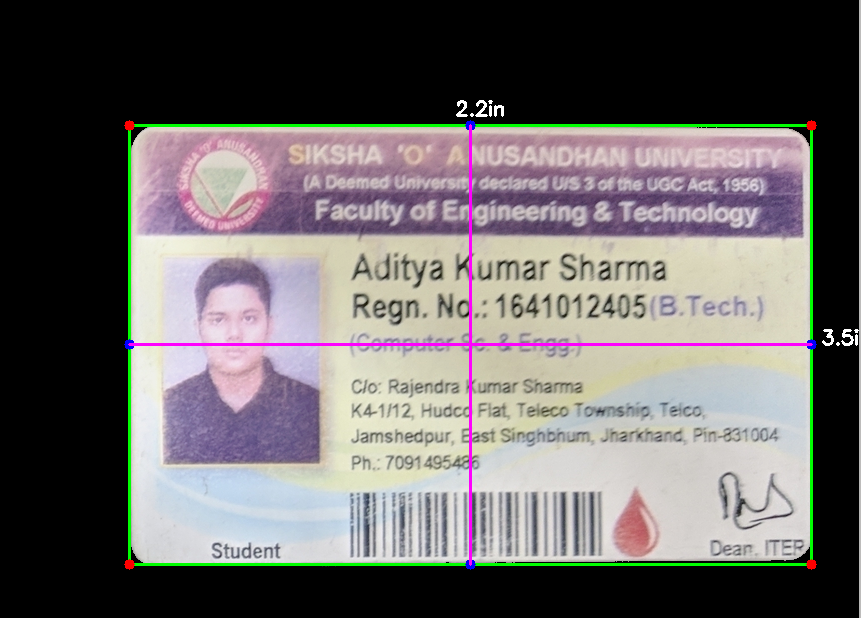 2.2in
SIKSHA 'O' ANUSANDHAN UNIVERSITY
(A Deemed University declared U/S 3 of the UGC Act, 1956)
Faculty of Engineering & Technology
SIKSHA 'O' ANUSANDHAN
DEEMED UNIVERSITY
Aditya Kumar Sharma
Regn. No.: 1641012405(B.Tech.)
(Computer Sc. & Engg.)
3.5i
C/o: Rajendra Kumar Sharma
K4-1/12, Hudco Flat, Teleco Township, Telco,
Jamshedpur, East Singhbhum, Jharkhand, Pin-831004
Ph.: 7091495486
Student
Dean, ITER